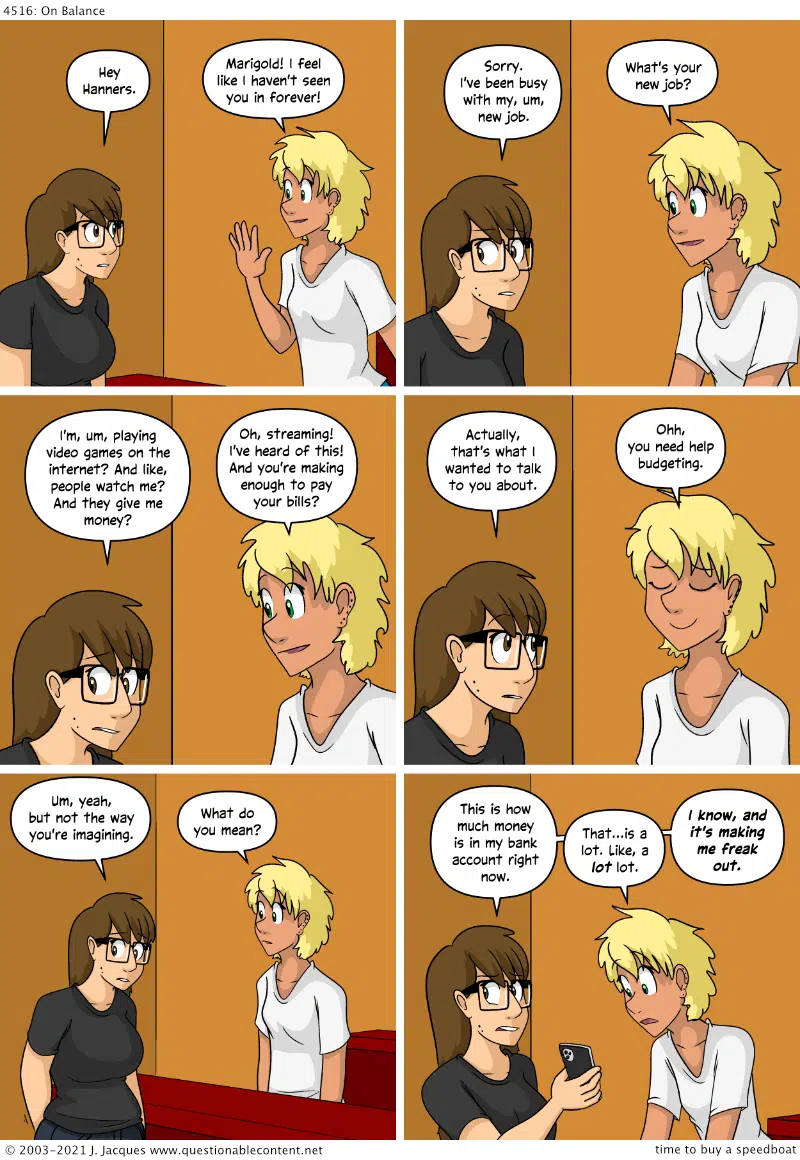 4516: On Balance
Hey
Hanners.
Marigold! I feel
like I haven't seen
you in forever!
Sorry.
I've been busy
with my, um,
new job.
What's your
new job?
I'm, um, playing
video games on the
internet? And like,
people watch me?
And they give me
money?
Oh, streaming!
I've heard of this!
And you're making
enough to pay
your bills?
Actually,
that's what I
wanted to talk
to you about.
Ohh,
you need help
budgeting.
Um, yeah,
but not the way
you're imagining.
What do
you mean?
This is how
much money
is in my bank
account right
now.
That...is a
lot. Like, a
lot lot.
I know, and
it's making
me freak
out.
© 2003-2021 J. Jacques www.questionablecontent.net
time to buy a speedboat